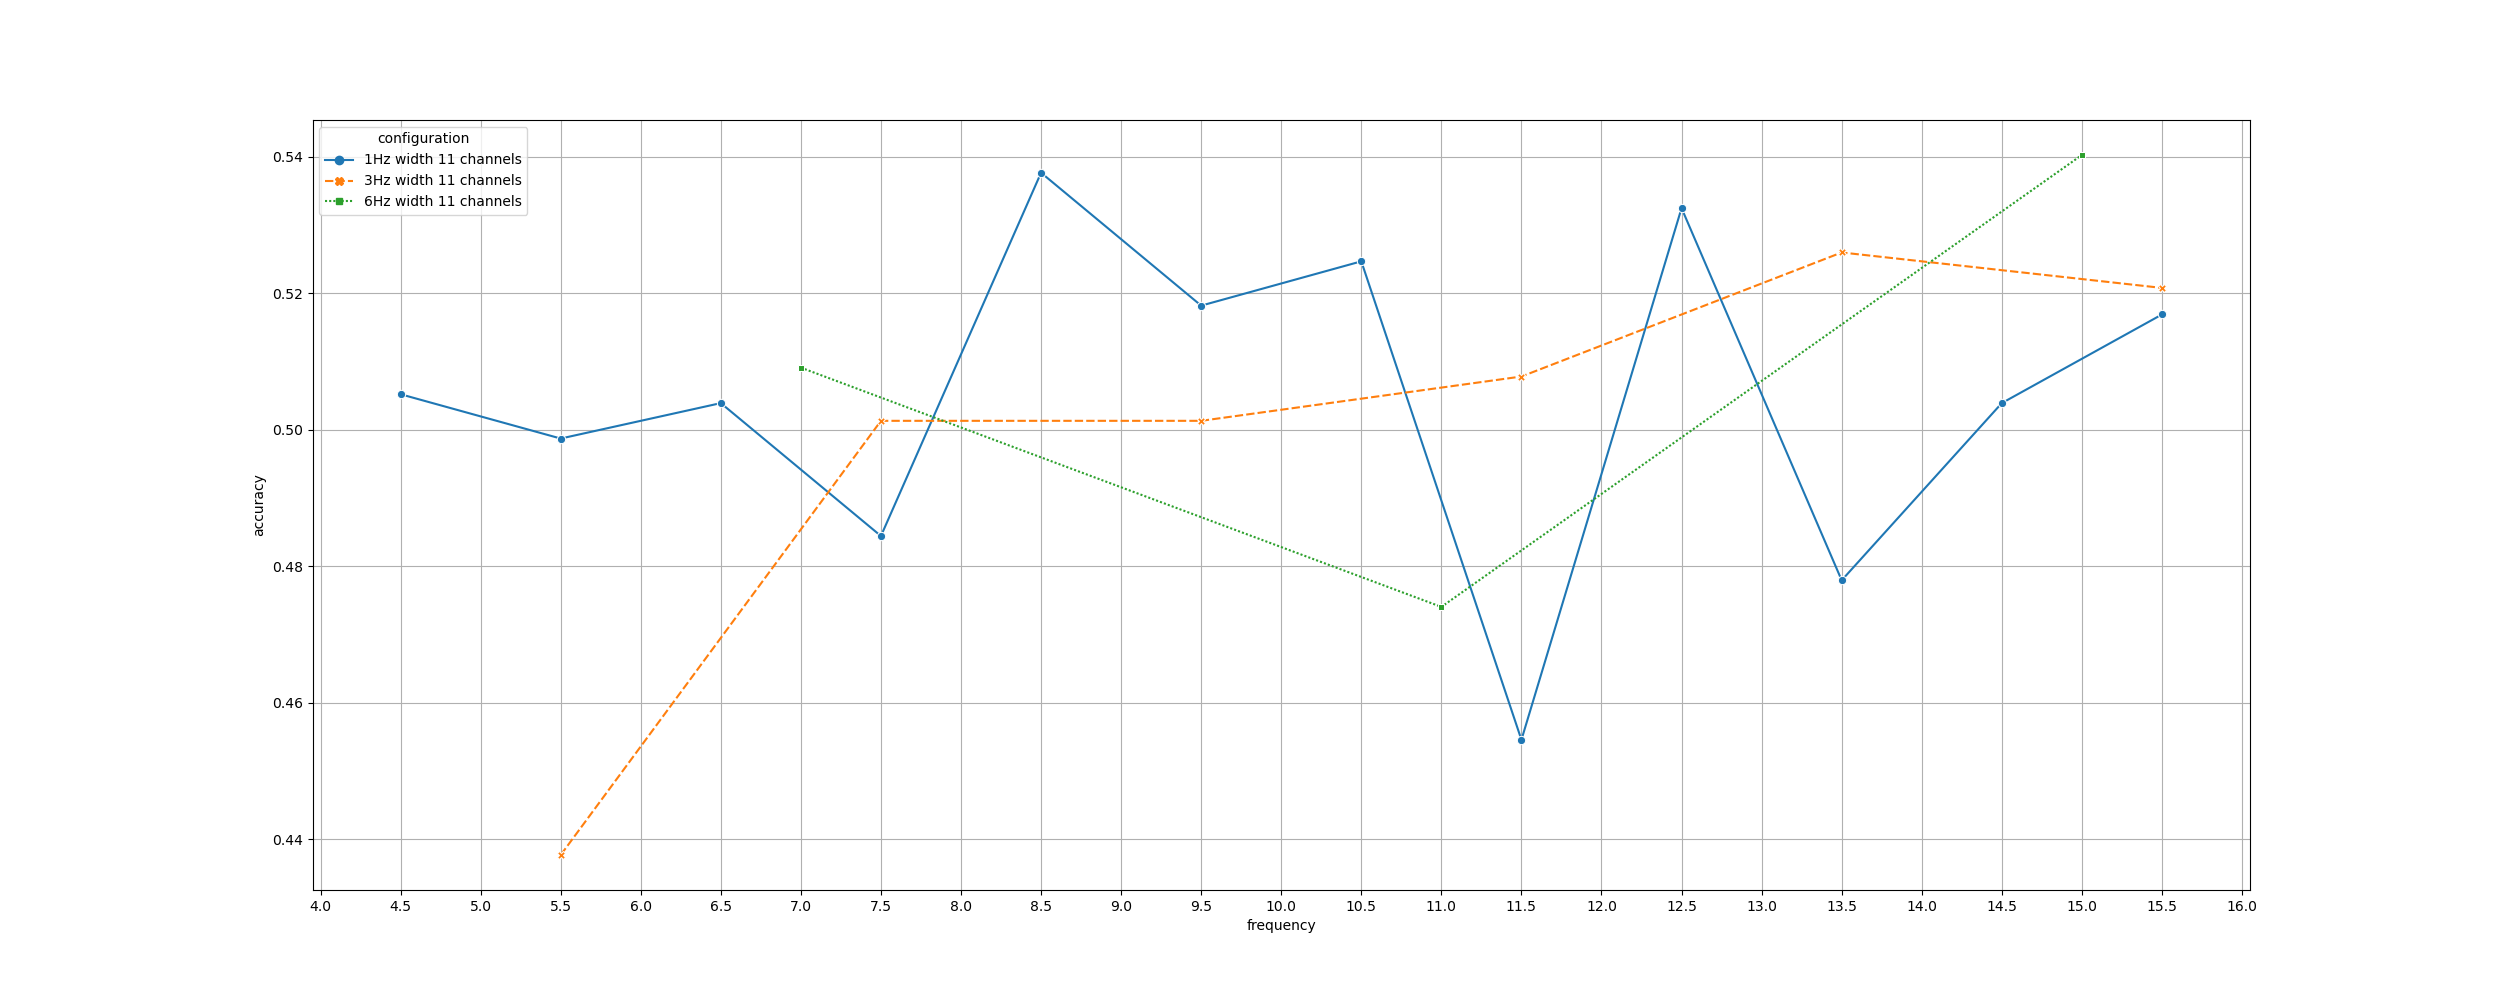 configuration
1Hz width 11 channels
3Hz width 11 channels
6Hz width 11 channels
0.54
0.52
0.50
0.48
0.46
0.44
accuracy
4.0 4.5 5.0 5.5 6.0 6.5 7.0 7.5 8.0 8.5 9.0 9.5 10.0 10.5 11.0 11.5 12.0 12.5 13.0 13.5 14.0 14.5 15.0 15.5 16.0
frequency